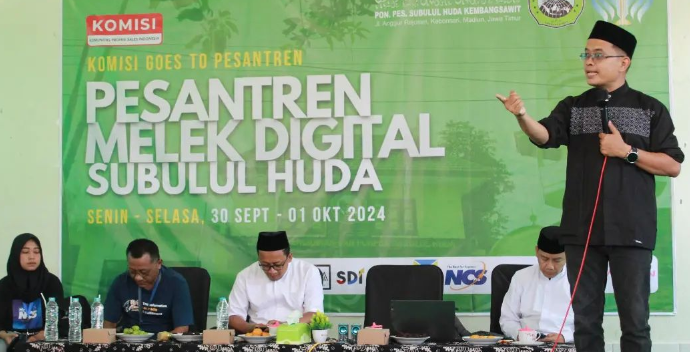 KOMISI
PON. PES. SUBULUL HUDA KEMBANGSAWIT
KOMISI GOES TO PESANTREN
PESANTREN
MELEK DIGITAL
SUBULUL HUDA
SENIN - SELASA, 30 SEPT - 01 OKT 2024
SDI
NCS
NCS